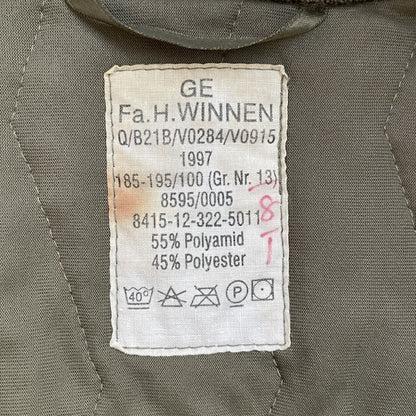 GE
Fa.H.WINNEN
Q/B21B/V0284/V0915
1997
185-195/100 (Gr. Nr. 13)
8595/0005
8415-12-322-5011
55% Polyamid
45% Polyester
40°C P